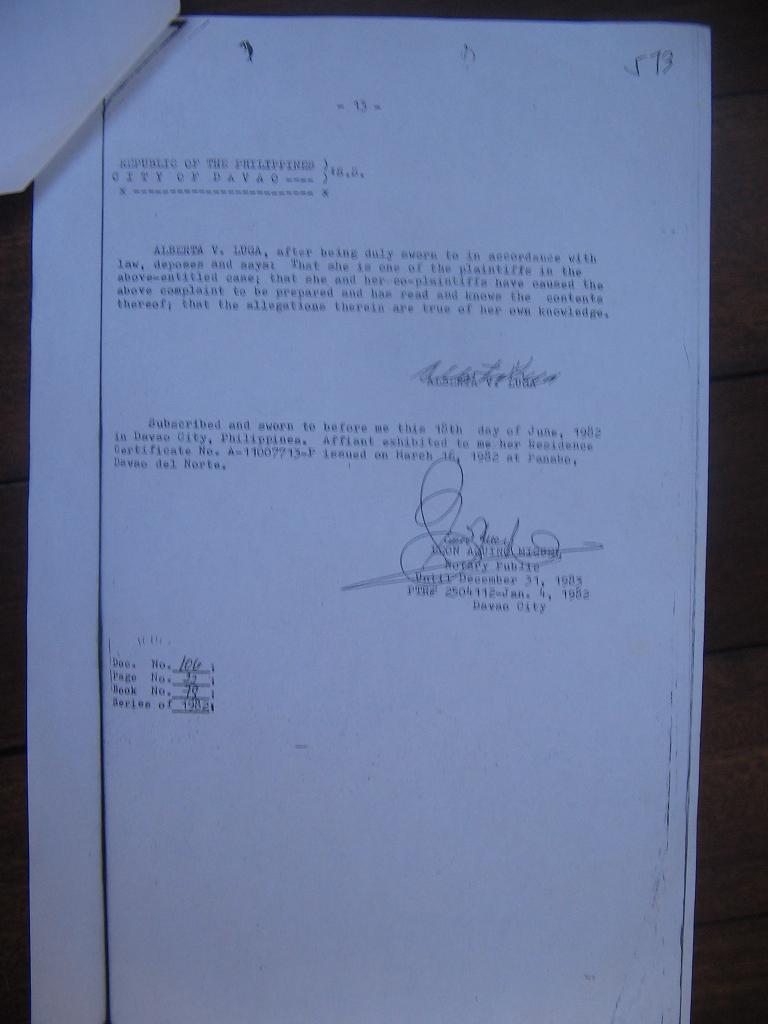 573
- 13 -
REPUBLIC OF THE PHILIPPINES )
CITY OF DAVAO ---- )S.S.
x ------------------------- x
ALBERTA V. LUGA, after being duly sworn to in accordance with
law, deposes and says: That she is one of the plaintiffs in the
above-entitled case; that she and her co-plaintiffs have caused the
above complaint to be prepared and has read and knows the contents
thereof; that the allegations therein are true of her own knowledge.
ALBERTA V. LUGA
Subscribed and sworn to before me this 18th day of June, 1982
in Davao City, Philippines. Affiant exhibited to me her Residence
Certificate No. A-11007713-P issued on March 16, 1982 at Panabo,
Davao del Norte.
LEON AQUINO MIGUEL
Notary Public
Until December 31, 1983
PTR# 2504112-Jan. 4, 1982
Davao City
Doc. No. 106;
Page No. 22;
Book No.
Series of 1982;